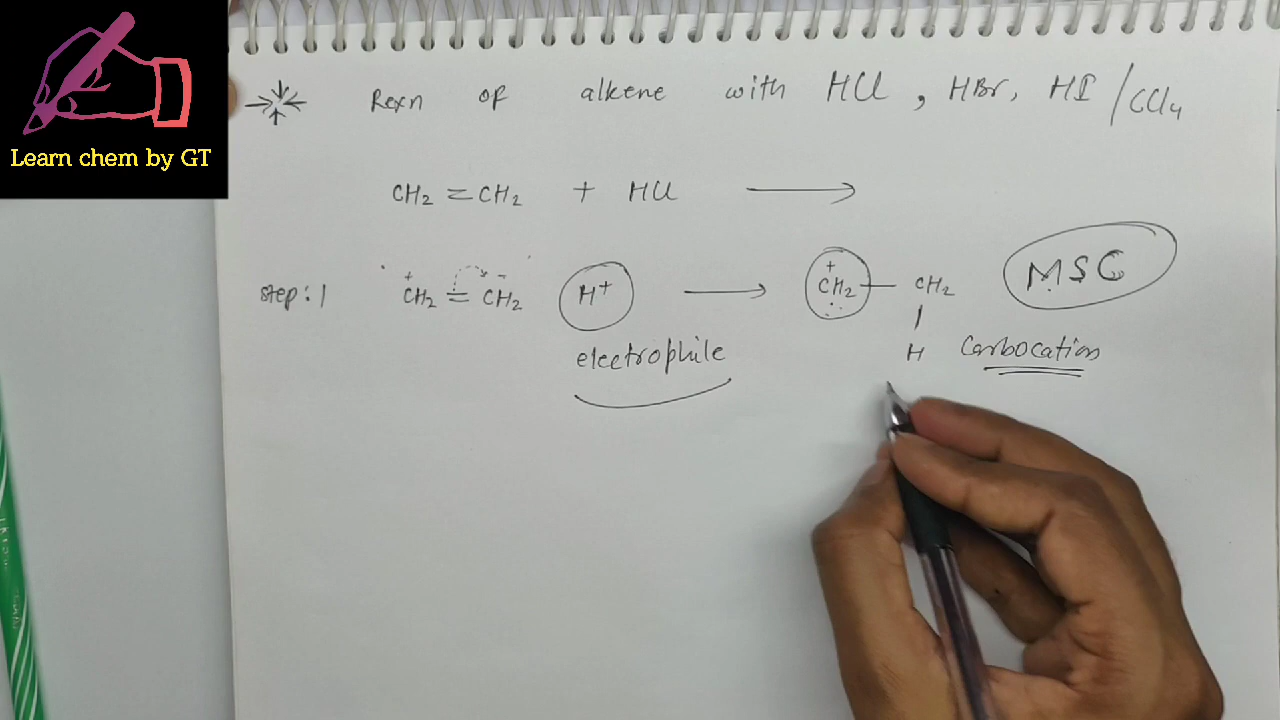 Learn chem by GT
Rexn of alkene with HCl, HBr, HI /CCl4
CH2 = CH2 + HCl ⟶
step: 1 +CH2 = -CH2 H+ ⟶ +CH2 — CH2 MSC
|
electrophile H Carbocation